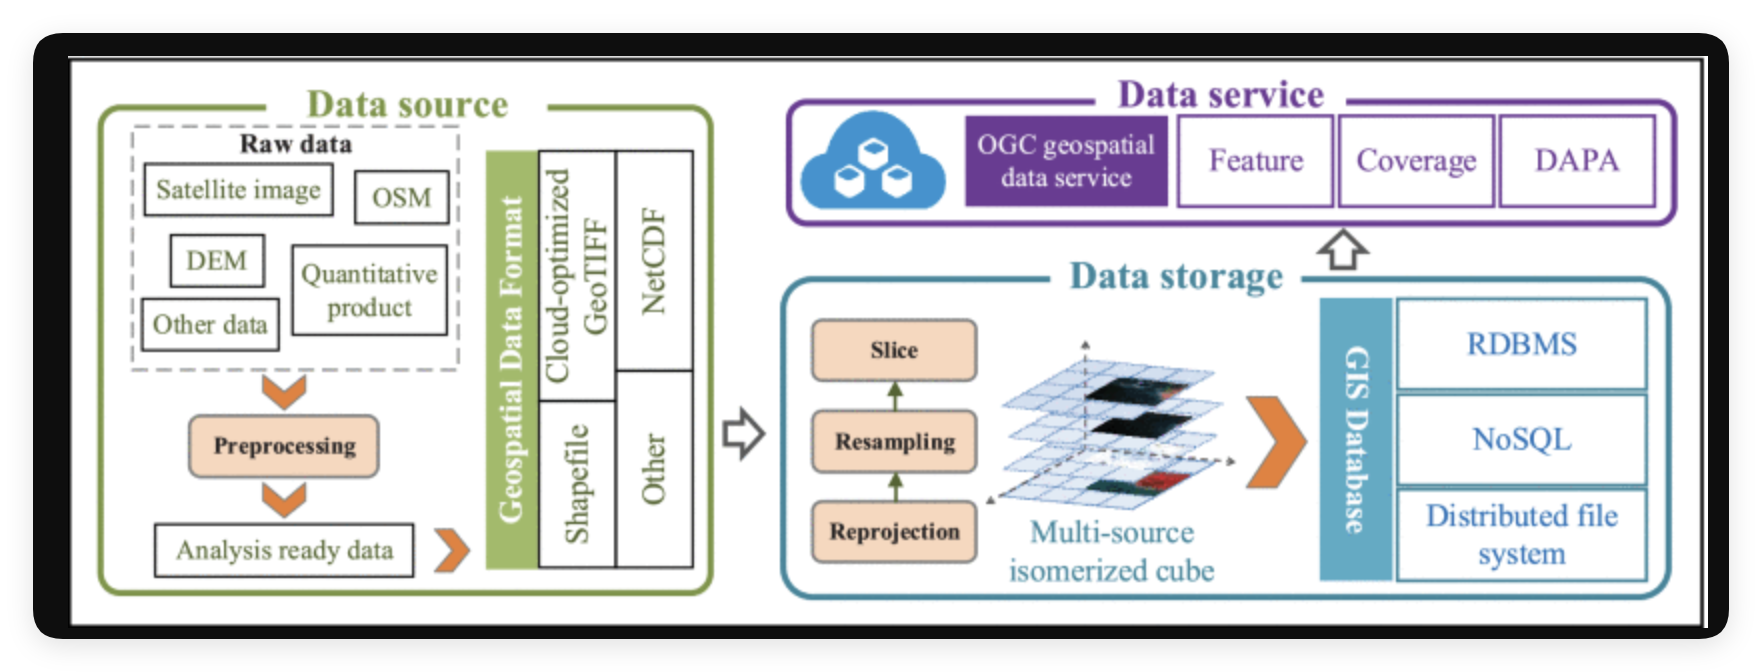 Data source
Raw data
Satellite image
OSM
DEM
Quantitative
product
Other data
Preprocessing
Analysis ready data
Geospatial Data Format
Cloud-optimized
GeoTIFF
NetCDF
Shapefile
Other
Data service
OGC geospatial
data service
Feature
Coverage
DAPA
Data storage
Slice
Resampling
Reprojection
Multi-source
isomerized cube
GIS Database
RDBMS
NoSQL
Distributed file
system